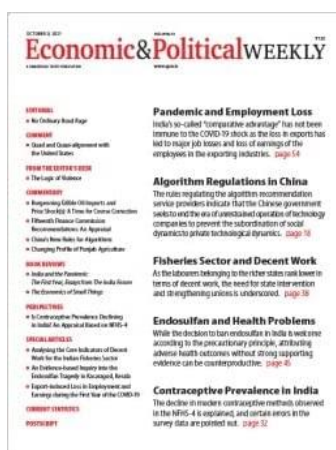 OCTOBER 9, 2021
₹120
Economic&PoliticalWEEKLY
EDITORIAL
No Ordinary Road Rage
COMMENT
Quad and Quasi-alignment with
the United States
FROM THE EDITOR'S DESK
The Logic of Violence
COMMENTARY
Burgeoning Edible Oil Imports and
Price Shock(s): A Time for Course Correction
Fifteenth Finance Commission
Recommendations: An Appraisal
China's New Rules for Algorithms
Changing Profile of Punjab Agriculture
BOOK REVIEWS
India and the Pandemic:
The First Year, Essays from The India Forum
The Economics of Small Things
PERSPECTIVES
Is Contraceptive Prevalence Declining
in India? An Appraisal Based on NFHS-4
SPECIAL ARTICLES
Analysing the Core Indicators of Decent
Work for the Indian Fisheries Sector
An Evidence-based Inquiry into the
Endosulfan Tragedy in Kasaragod, Kerala
Export-induced Loss in Employment and
Earnings during the First Year of the COVID-19
CURRENT STATISTICS
POSTSCRIPT
Pandemic and Employment Loss
India's so-called "comparative advantage" has not been
immune to the COVID-19 shock as the loss in exports has
led to major job losses and loss of earnings of the
employees in the exporting industries. page 54
Algorithm Regulations in China
The rules regulating the algorithm recommendation
service providers indicate that the Chinese government
seeks to end the era of unrestrained operation of technology
companies to prevent the subordination of social
dynamics to private technological dynamics. page 18
Fisheries Sector and Decent Work
As the labourers belonging to the richer states rank lower in
terms of decent work, the need for state intervention
and strengthening unions is underscored. page 38
Endosulfan and Health Problems
While the decision to ban endosulfan in India is welcome
according to the precautionary principle, attributing
adverse health outcomes without strong supporting
evidence can be counterproductive. page 45
Contraceptive Prevalence in India
The decline in modern contraceptive methods observed
in the NFHS-4 is explained, and certain errors in the
survey data are pointed out. page 32